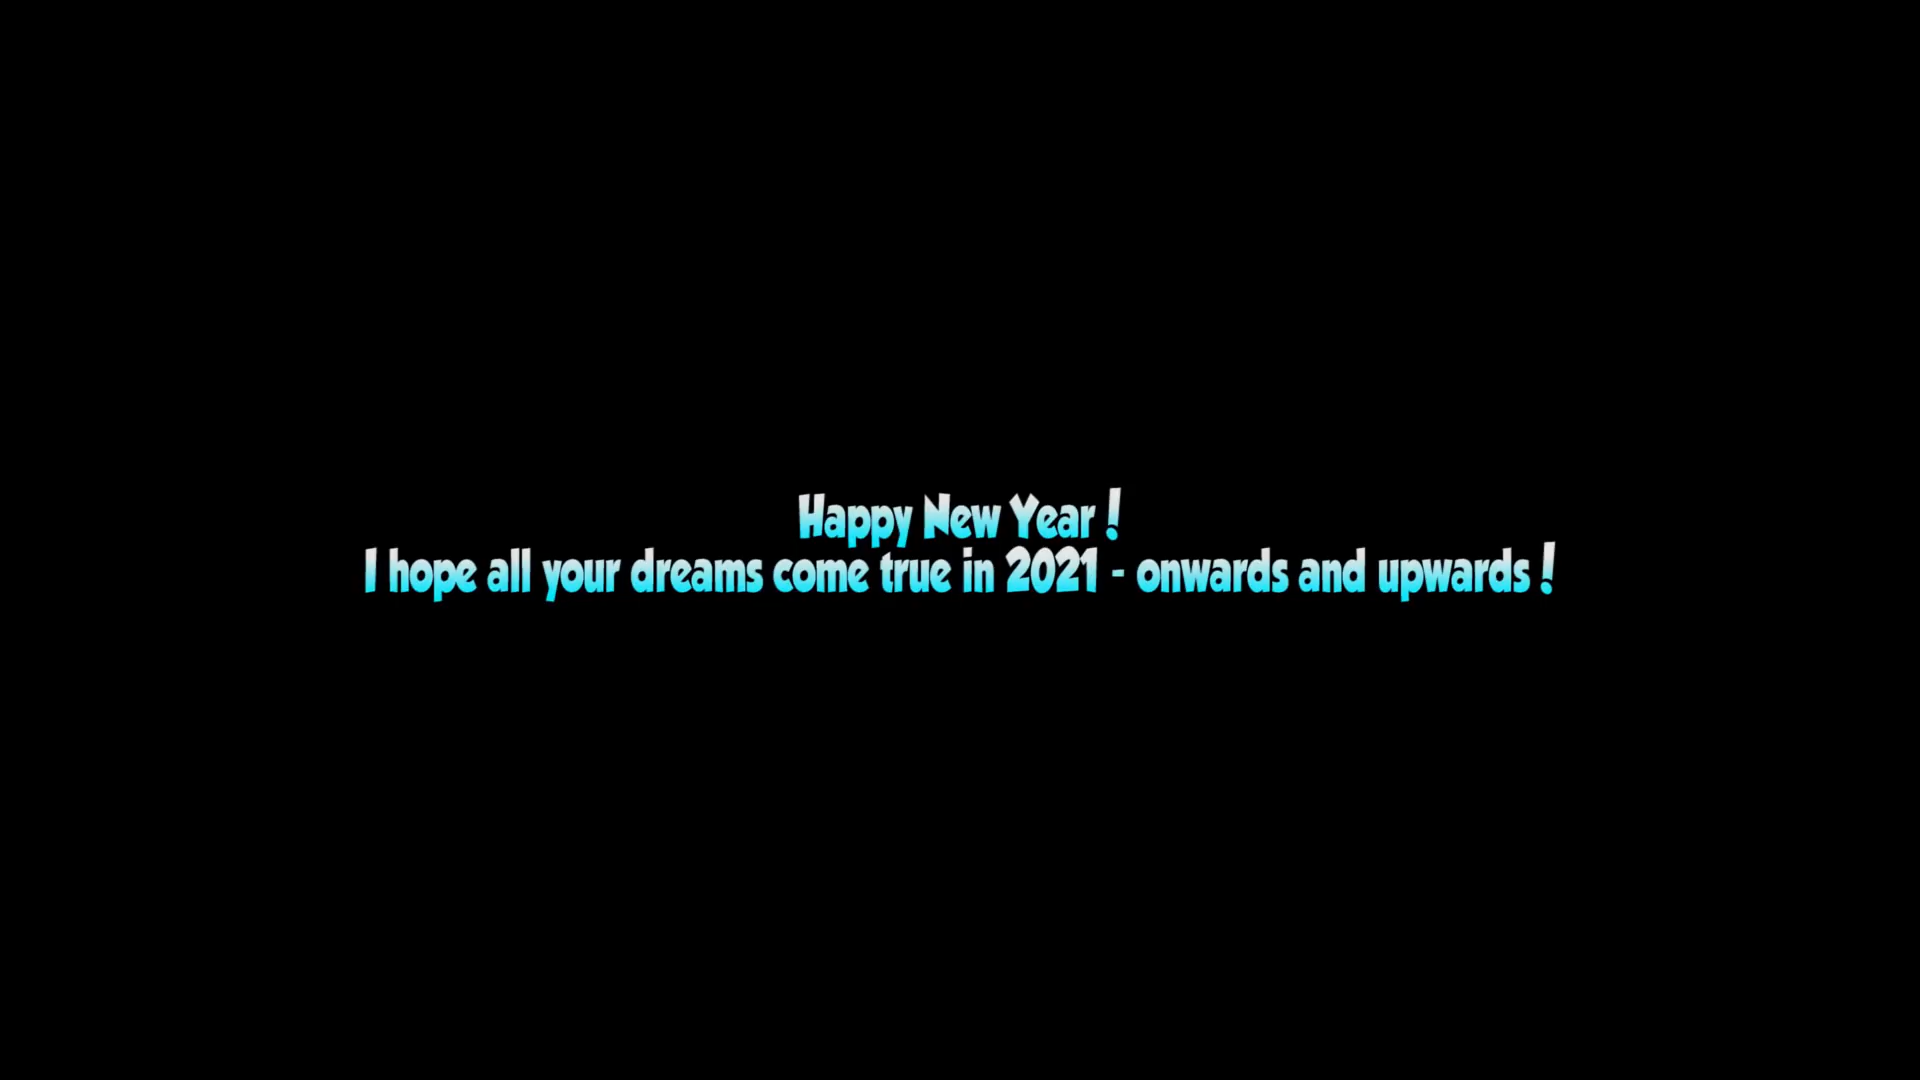 Happy New Year !
I hope all your dreams come true in 2021 - onwards and upwards !